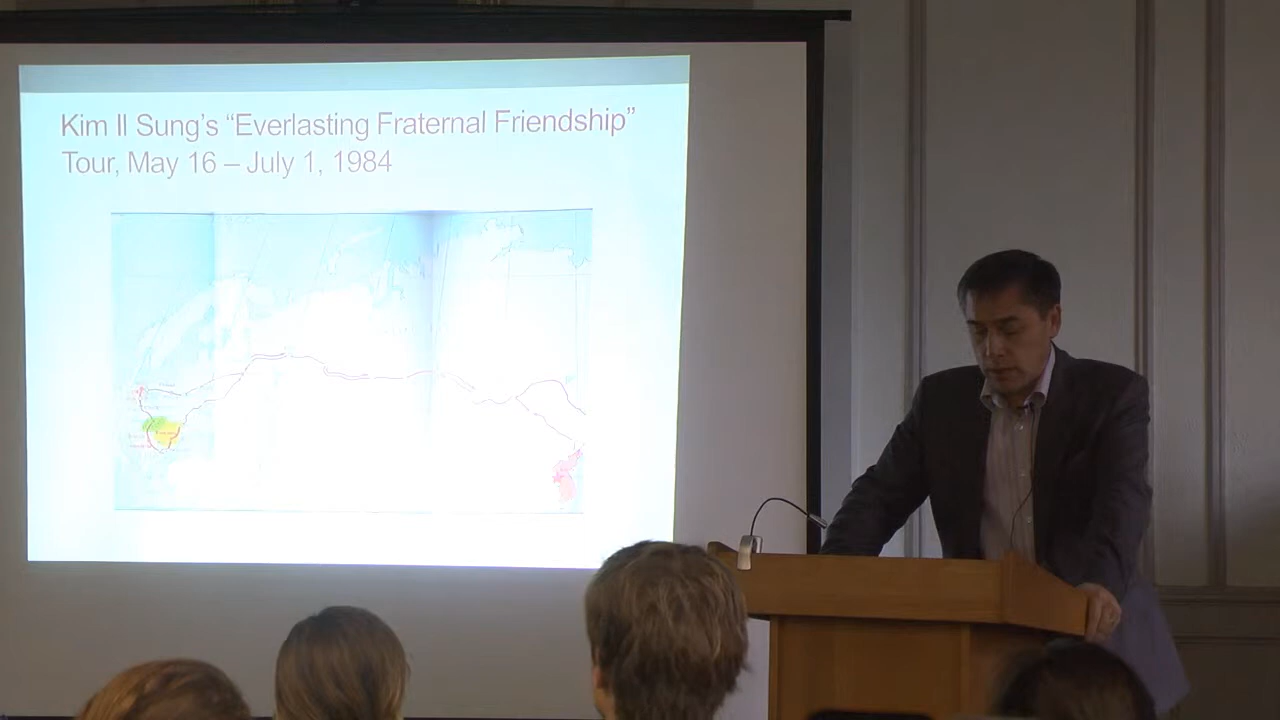 Kim Il Sung's “Everlasting Fraternal Friendship”
Tour, May 16 – July 1, 1984